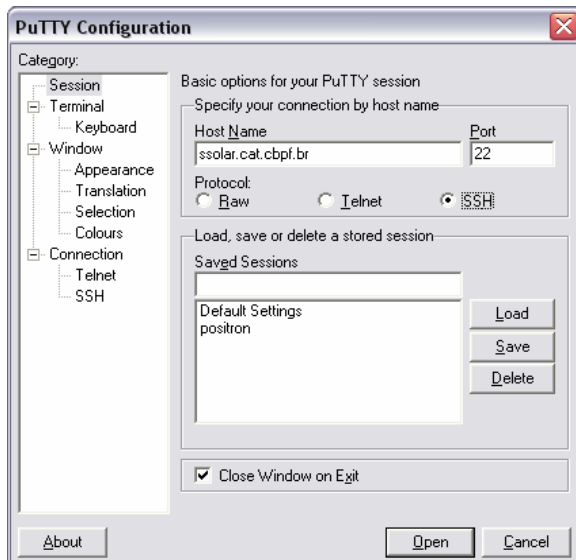 PuTTY Configuration
Category:
Session
Terminal
Keyboard
Window
Appearance
Translation
Selection
Colours
Connection
Telnet
SSH
Basic options for your PuTTY session
Specify your connection by host name
Host Name Port
ssolar.cat.cbpf.br 22
Protocol:
Raw Telnet SSH
Load, save or delete a stored session
Saved Sessions
Default Settings
positron
Load
Save
Delete
Close Window on Exit
About Open Cancel